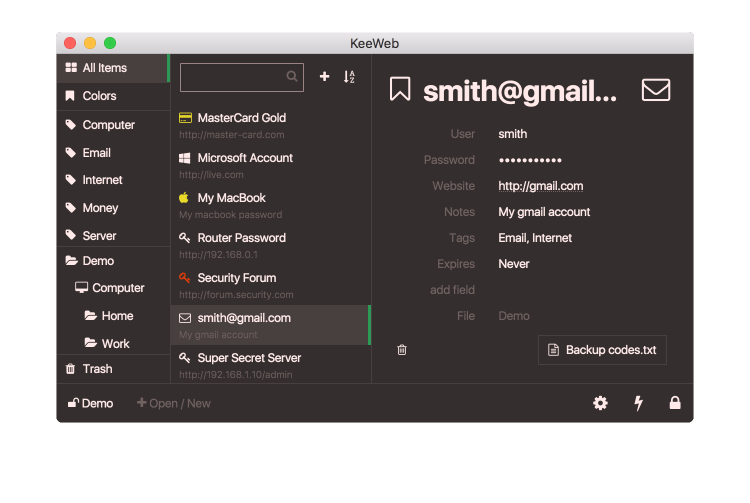 KeeWeb
All Items
Colors
Computer
Email
Internet
Money
Server
Demo
Computer
Home
Work
Trash
MasterCard Gold
http://master-card.com
Microsoft Account
http://live.com
My MacBook
My macbook password
Router Password
http://192.168.0.1
Security Forum
http://forum.security.com
smith@gmail.com
My gmail account
Super Secret Server
http://192.168.1.10/admin
smith@gmail...
User smith
Password •••••••••••
Website http://gmail.com
Notes My gmail account
Tags Email, Internet
Expires Never
add field
File Demo
Backup codes.txt
Demo
Open / New